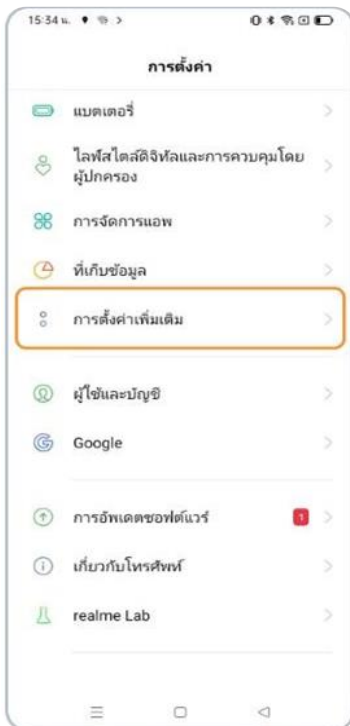 15:34 น.
การตั้งค่า
แบตเตอรี่
ไลฟ์สไตล์ดิจิทัลและการควบคุมโดย
ผู้ปกครอง
การจัดการแอพ
ที่เก็บข้อมูล
การตั้งค่าเพิ่มเติม
ผู้ใช้และบัญชี
Google
การอัพเดตซอฟต์แวร์ 1
เกี่ยวกับโทรศัพท์
realme Lab